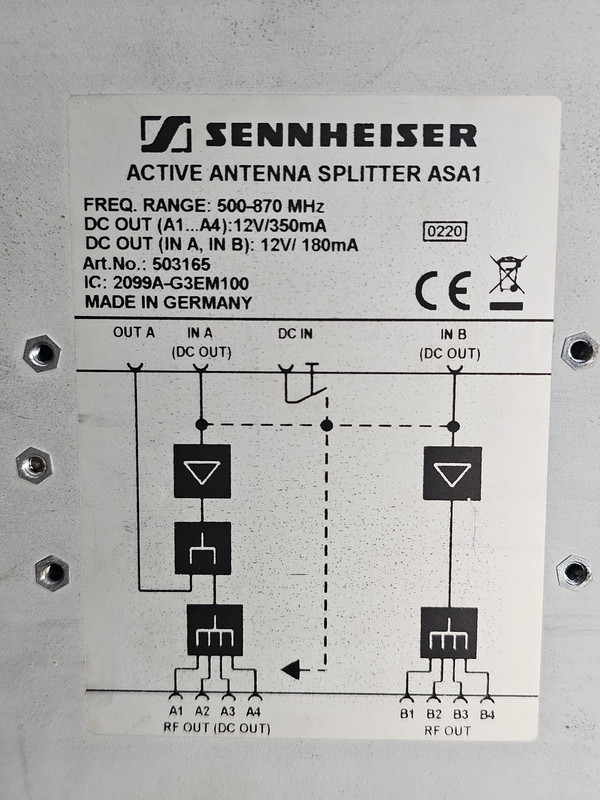 SENNHEISER
ACTIVE ANTENNA SPLITTER ASA1
FREQ. RANGE: 500-870 MHz
DC OUT (A1...A4):12V/350mA
DC OUT (IN A, IN B): 12V/ 180mA
0220
Art.No.: 503165
IC: 2099A-G3EM100
CE
MADE IN GERMANY
OUT A IN A DC IN IN B
(DC OUT) (DC OUT)
A1 A2 A3 A4 B1 B2 B3 B4
RF OUT (DC OUT) RF OUT